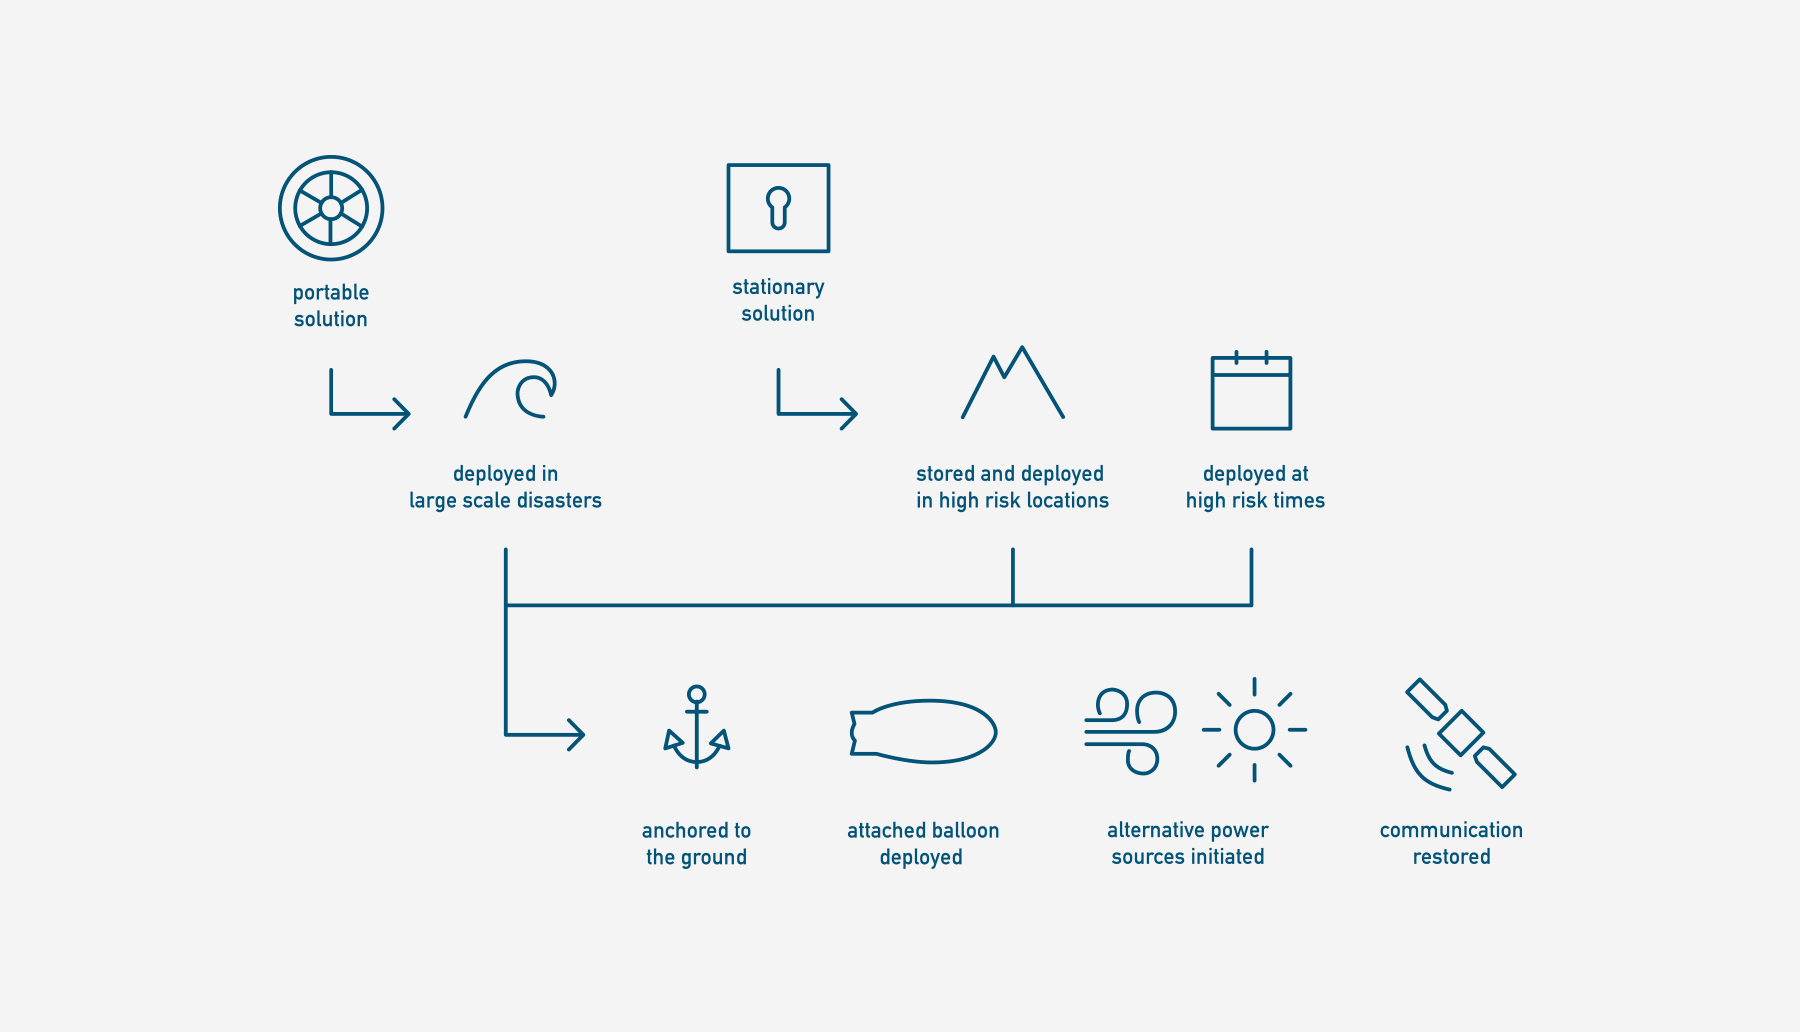 portable
solution
stationary
solution
deployed in
large scale disasters
stored and deployed
in high risk locations
deployed at
high risk times
anchored to
the ground
attached balloon
deployed
alternative power
sources initiated
communication
restored